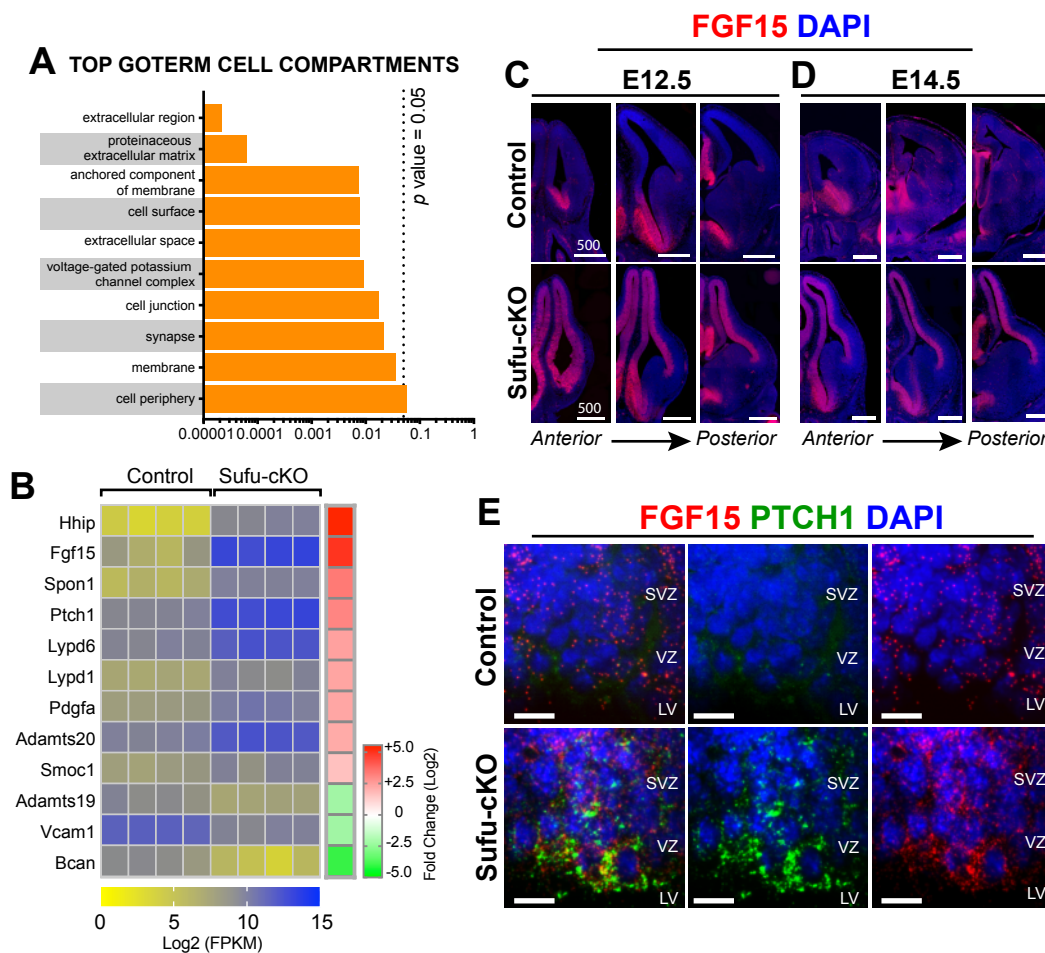 A TOP GOTERM CELL COMPARTMENTS
extracellular region
proteinaceous
extracellular matrix
anchored component
of membrane
cell surface
extracellular space
voltage-gated potassium
channel complex
cell junction
synapse
membrane
cell periphery
p value = 0.05
0.00001 0.0001 0.001 0.01 0.1 1
FGF15 DAPI
C D
E12.5 E14.5
Control
500
Sufu-cKO
500
Anterior Posterior Anterior Posterior
B
Control Sufu-cKO
Hhip
Fgf15
Spon1
Ptch1
Lypd6
Lypd1
Pdgfa
Adamts20
Smoc1
Adamts19
Vcam1
Bcan
+5.0
+2.5
0
-2.5
-5.0
Fold Change (Log2)
0 5 10 15
Log2 (FPKM)
E
FGF15 PTCH1 DAPI
Control
SVZ SVZ SVZ
VZ VZ VZ
LV LV LV
Sufu-cKO
SVZ SVZ SVZ
VZ VZ VZ
LV LV LV